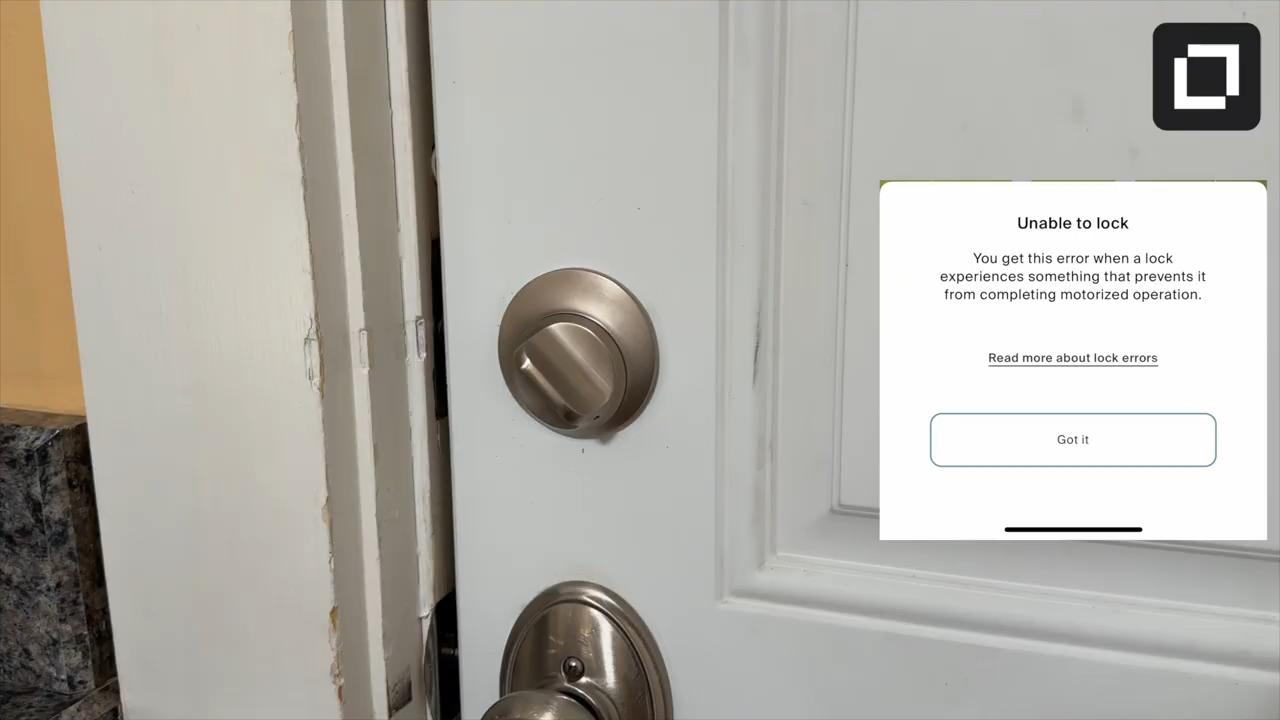 Unable to lock
You get this error when a lock
experiences something that prevents it
from completing motorized operation.
Read more about lock errors
Got it